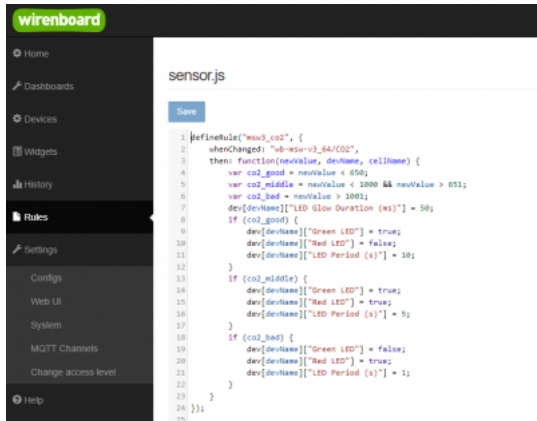 wirenboard
Home
Dashboards
Devices
Widgets
History
Rules
Settings
Configs
Web UI
System
MQTT Channels
Change access level
Help
sensor.js
Save
1 defineRule("msw3_co2", {
2 whenChanged: "wb-msw-v3_64/CO2",
3 then: function(newValue, devName, cellName) {
4 var co2_good = newValue < 650;
5 var co2_middle = newValue < 1000 && newValue > 651;
6 var co2_bad = newValue > 1001;
7 dev[devName]["LED Glow Duration (ms)"] = 50;
8 if (co2_good) {
9 dev[devName]["Green LED"] = true;
10 dev[devName]["Red LED"] = false;
11 dev[devName]["LED Period (s)"] = 10;
12 }
13 if (co2_middle) {
14 dev[devName]["Green LED"] = true;
15 dev[devName]["Red LED"] = true;
16 dev[devName]["LED Period (s)"] = 5;
17 }
18 if (co2_bad) {
19 dev[devName]["Green LED"] = false;
20 dev[devName]["Red LED"] = true;
21 dev[devName]["LED Period (s)"] = 1;
22 }
23 }
24 });
25